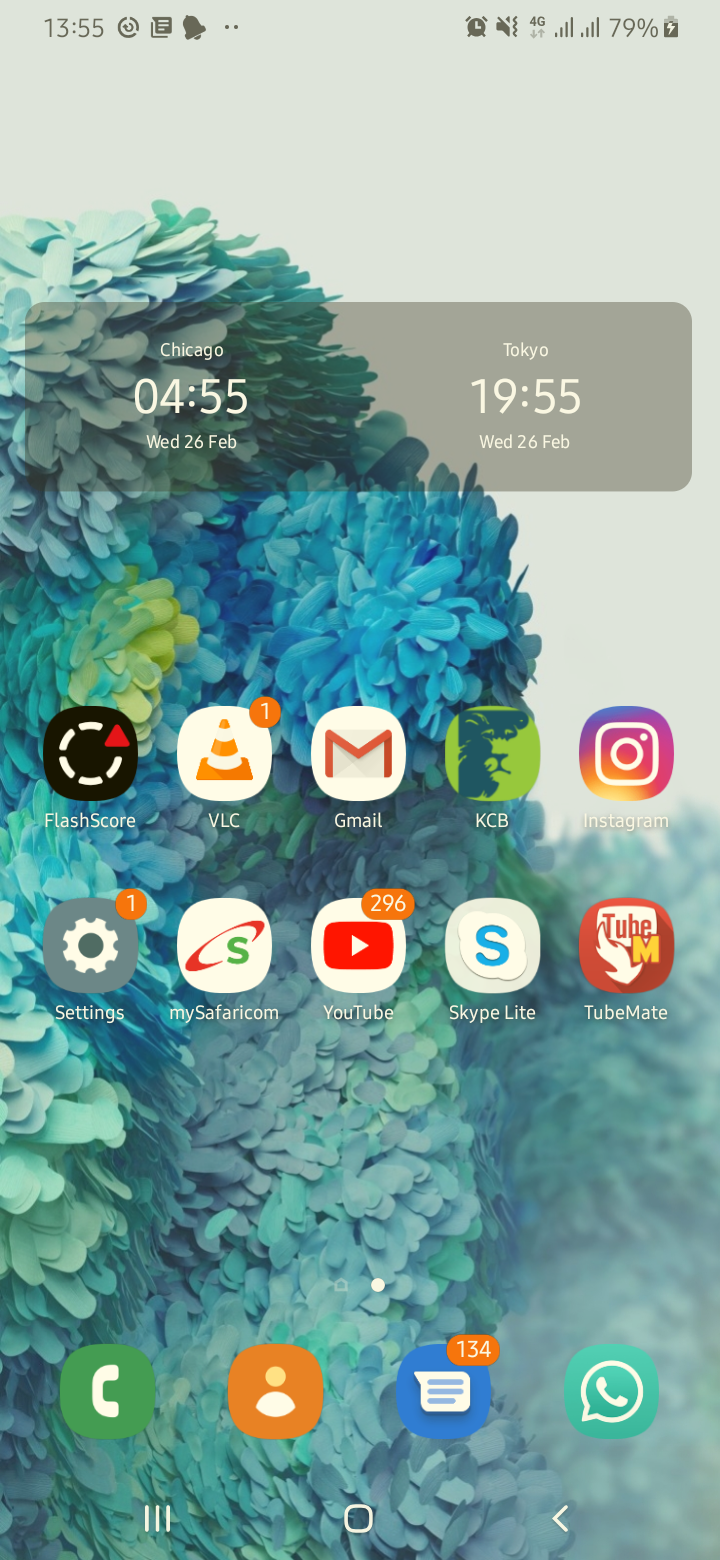 13:55 4G 79%
Chicago Tokyo
04:55 19:55
Wed 26 Feb Wed 26 Feb
1
FlashScore VLC Gmail KCB Instagram
1 296
S S Tube
M
Settings mySafaricom YouTube Skype Lite TubeMate
134